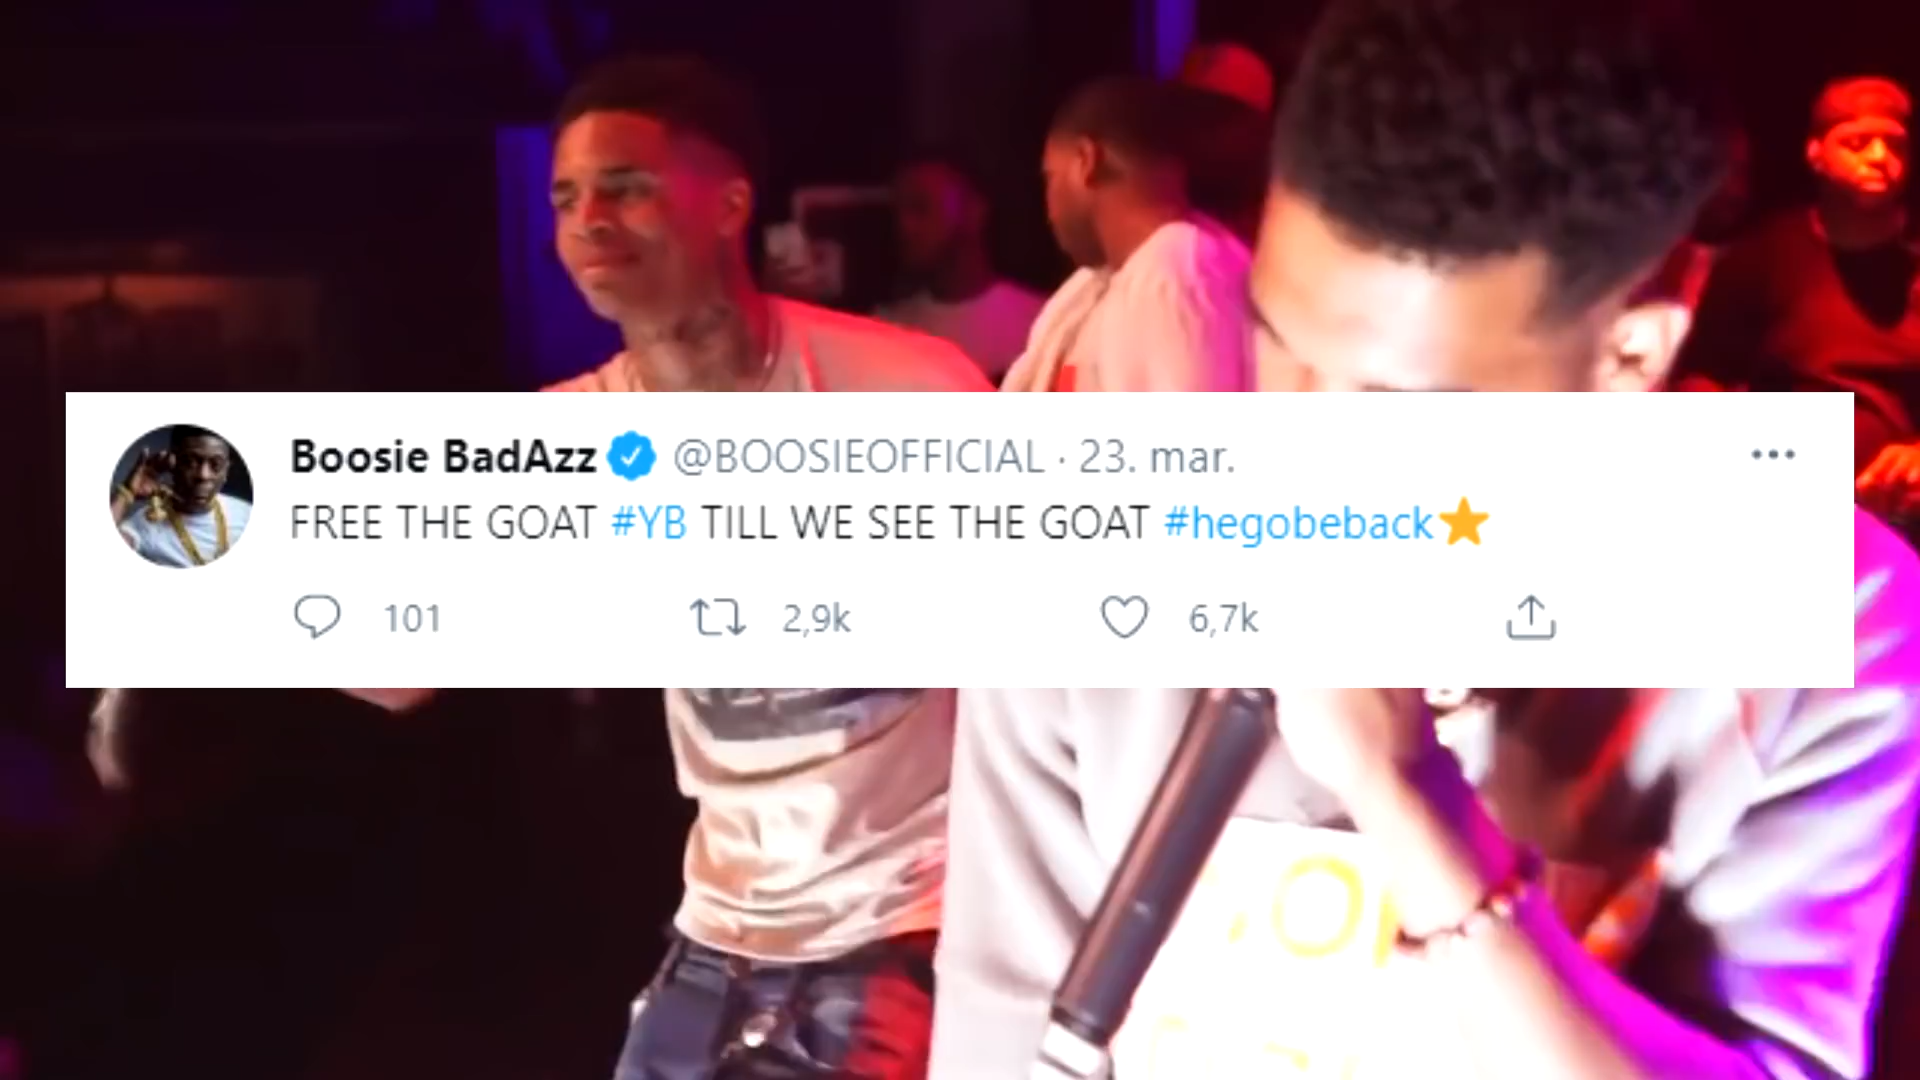 Boosie BadAzz @BOOSIEOFFICIAL · 23. mar.
FREE THE GOAT #YB TILL WE SEE THE GOAT #hegobeback⭐
101 2,9k 6,7k